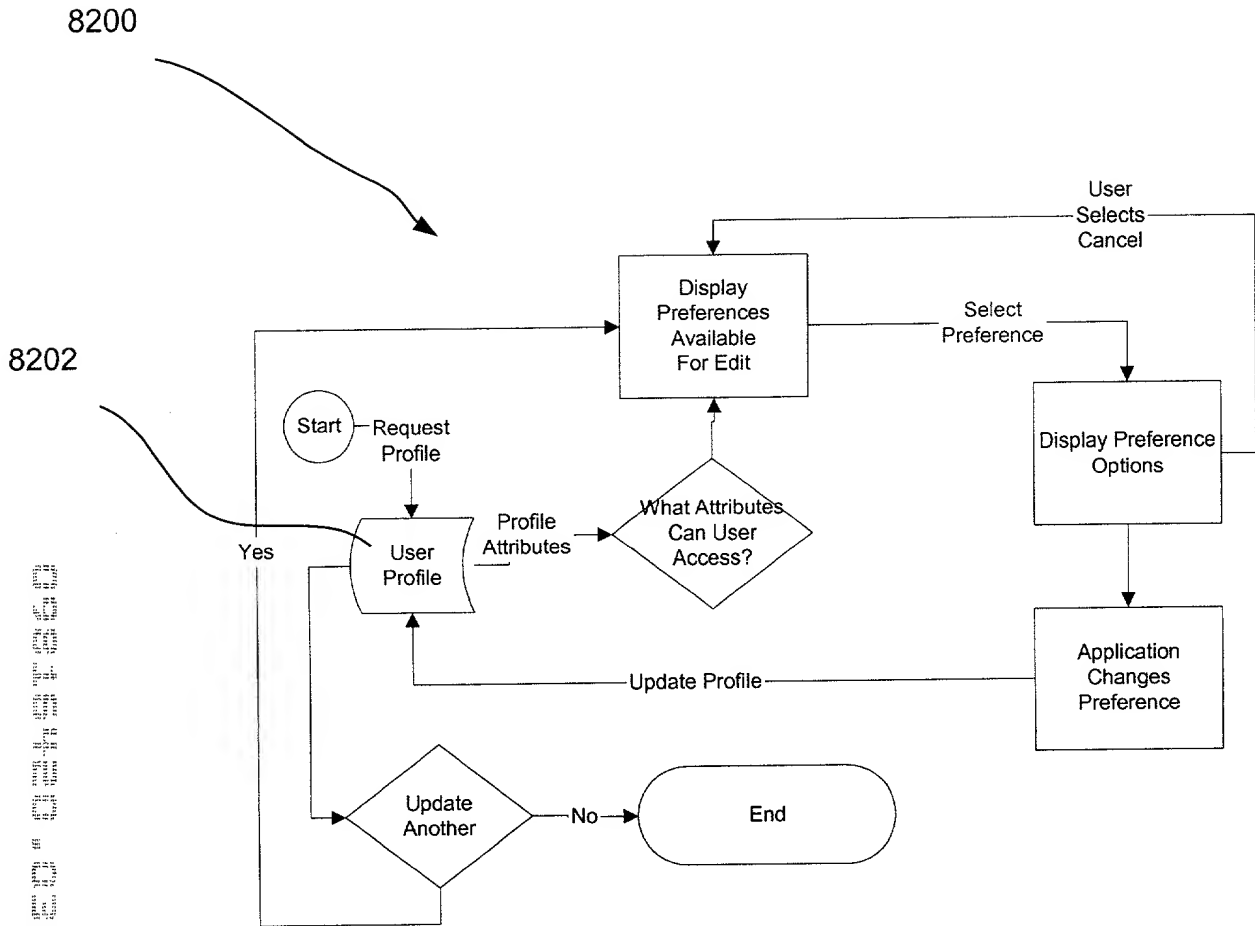 8200
User
Selects
Cancel
Display
Preferences
Available
For Edit
Select
Preference
8202
Start
Request
Profile
Display Preference
Options
What Attributes
Can User
Access?
Profile
Attributes
User
Profile
Yes
Application
Changes
Preference
Update Profile
Update
Another
No
End